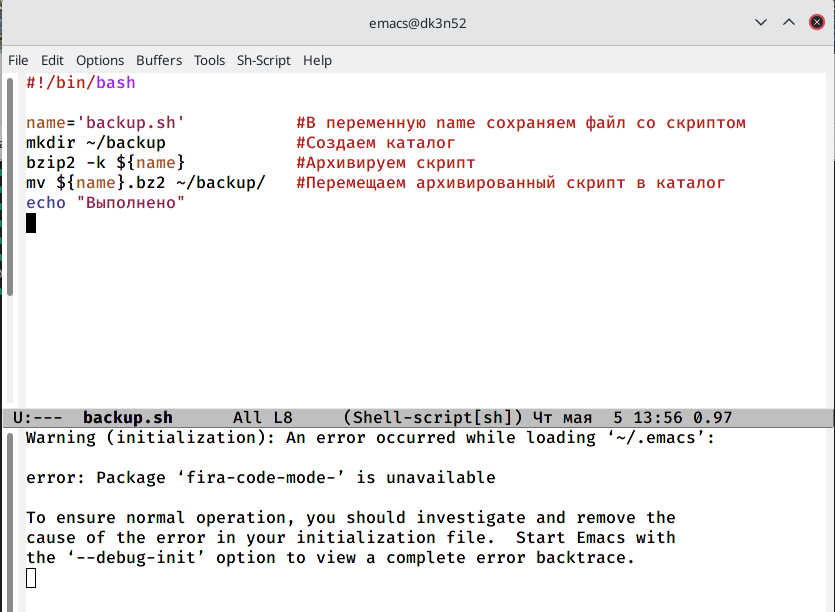 emacs@dk3n52
File Edit Options Buffers Tools Sh-Script Help
#!/bin/bash
name='backup.sh' #В переменную name сохраняем файл со скриптом
mkdir ~/backup #Создаем каталог
bzip2 -k ${name} #Архивируем скрипт
mv ${name}.bz2 ~/backup/ #Перемещаем архивированный скрипт в каталог
echo "Выполнено"
U:--- backup.sh All L8 (Shell-script[sh]) Чт мая 5 13:56 0.97
Warning (initialization): An error occurred while loading ‘~/.emacs’:
error: Package ‘fira-code-mode-’ is unavailable
To ensure normal operation, you should investigate and remove the
cause of the error in your initialization file. Start Emacs with
the ‘--debug-init’ option to view a complete error backtrace.